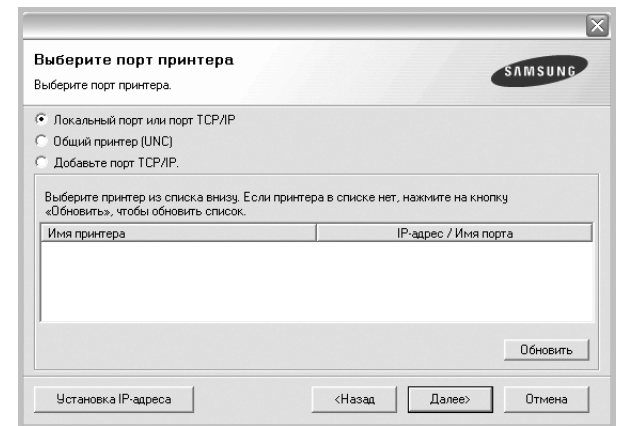 Выберите порт принтера
Выберите порт принтера.
SAMSUNG
Локальный порт или порт TCP/IP
Общий принтер (UNC)
Добавьте порт TCP/IP.
Выберите принтер из списка внизу. Если принтера в списке нет, нажмите на кнопку
«Обновить», чтобы обновить список.
Имя принтера IP-адрес / Имя порта
Обновить
Установка IP-адреса <Назад Далее> Отмена